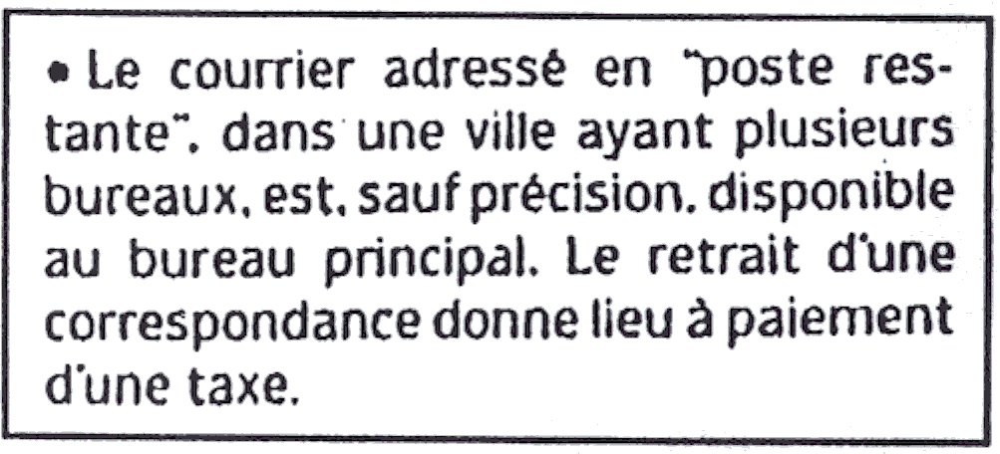 • Le courrier adressé en "poste res-
tante", dans une ville ayant plusieurs
bureaux, est, sauf précision, disponible
au bureau principal. Le retrait d'une
correspondance donne lieu à paiement
d'une taxe.